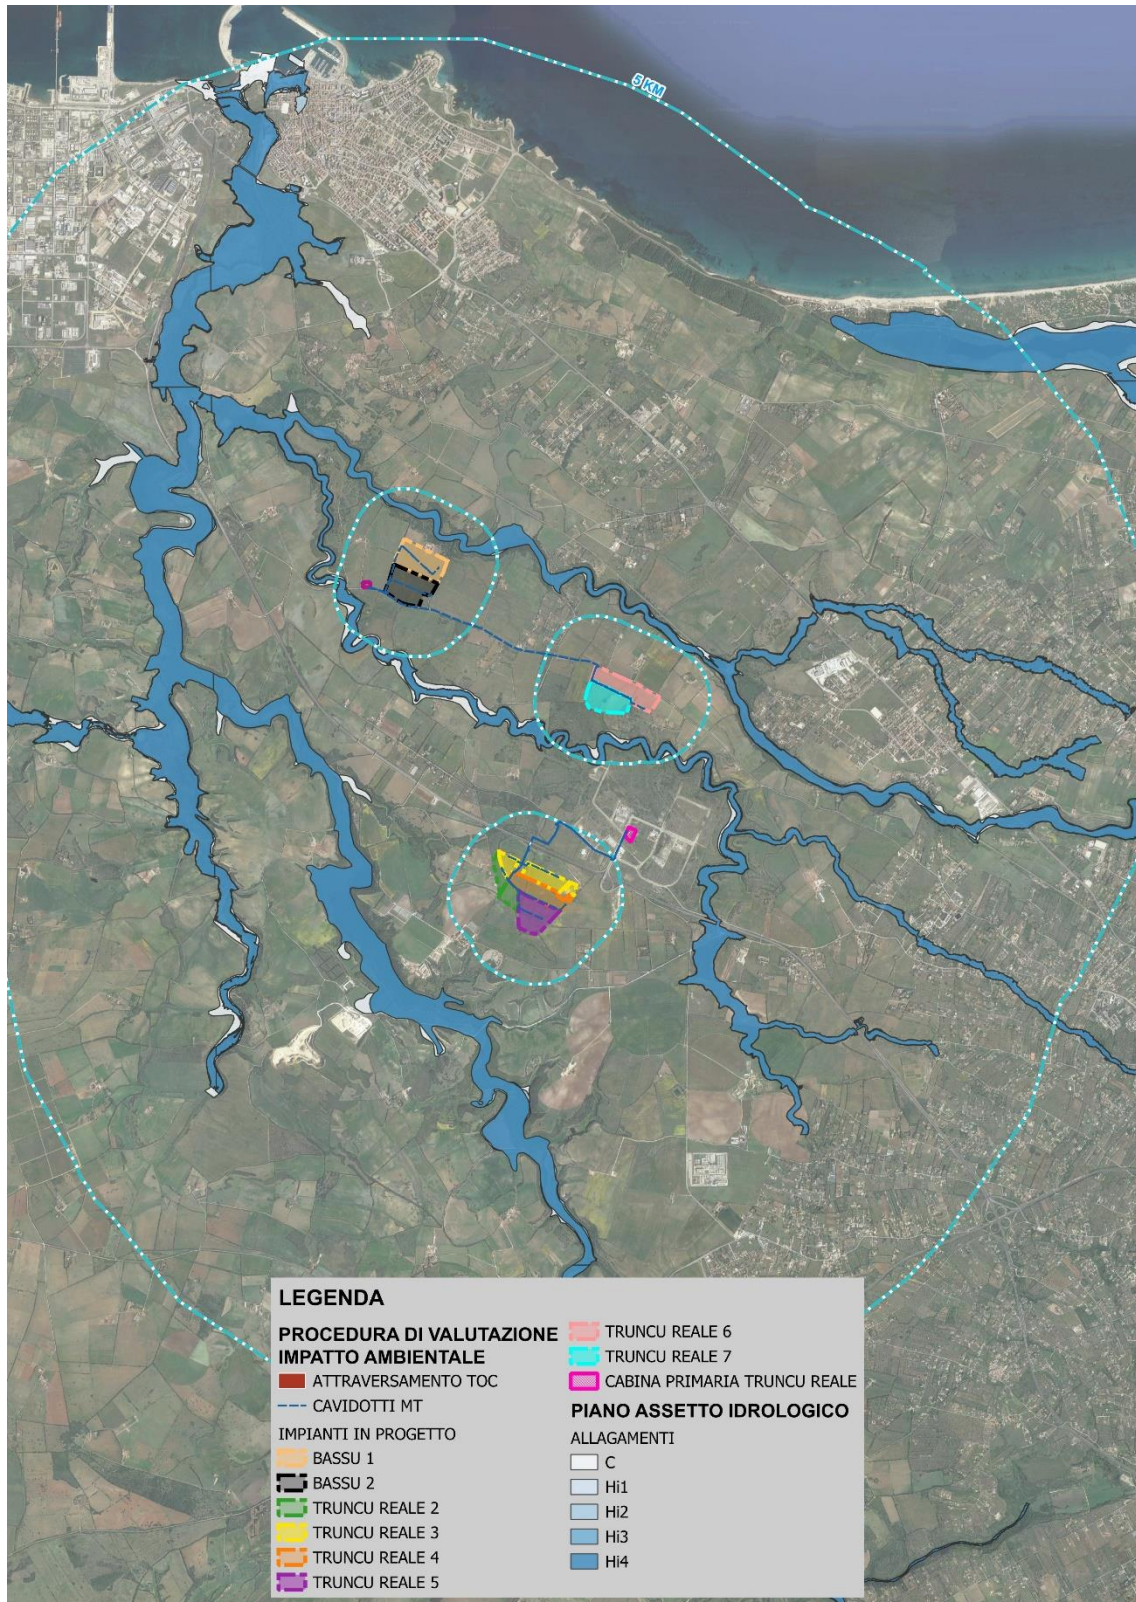 5 KM
LEGENDA
PROCEDURA DI VALUTAZIONE
IMPATTO AMBIENTALE
ATTRAVERSAMENTO TOC
CAVIDOTTI MT
IMPIANTI IN PROGETTO
BASSU 1
BASSU 2
TRUNCU REALE 2
TRUNCU REALE 3
TRUNCU REALE 4
TRUNCU REALE 5
TRUNCU REALE 6
TRUNCU REALE 7
CABINA PRIMARIA TRUNCU REALE
PIANO ASSETTO IDROLOGICO
ALLAGAMENTI
C
Hi1
Hi2
Hi3
Hi4